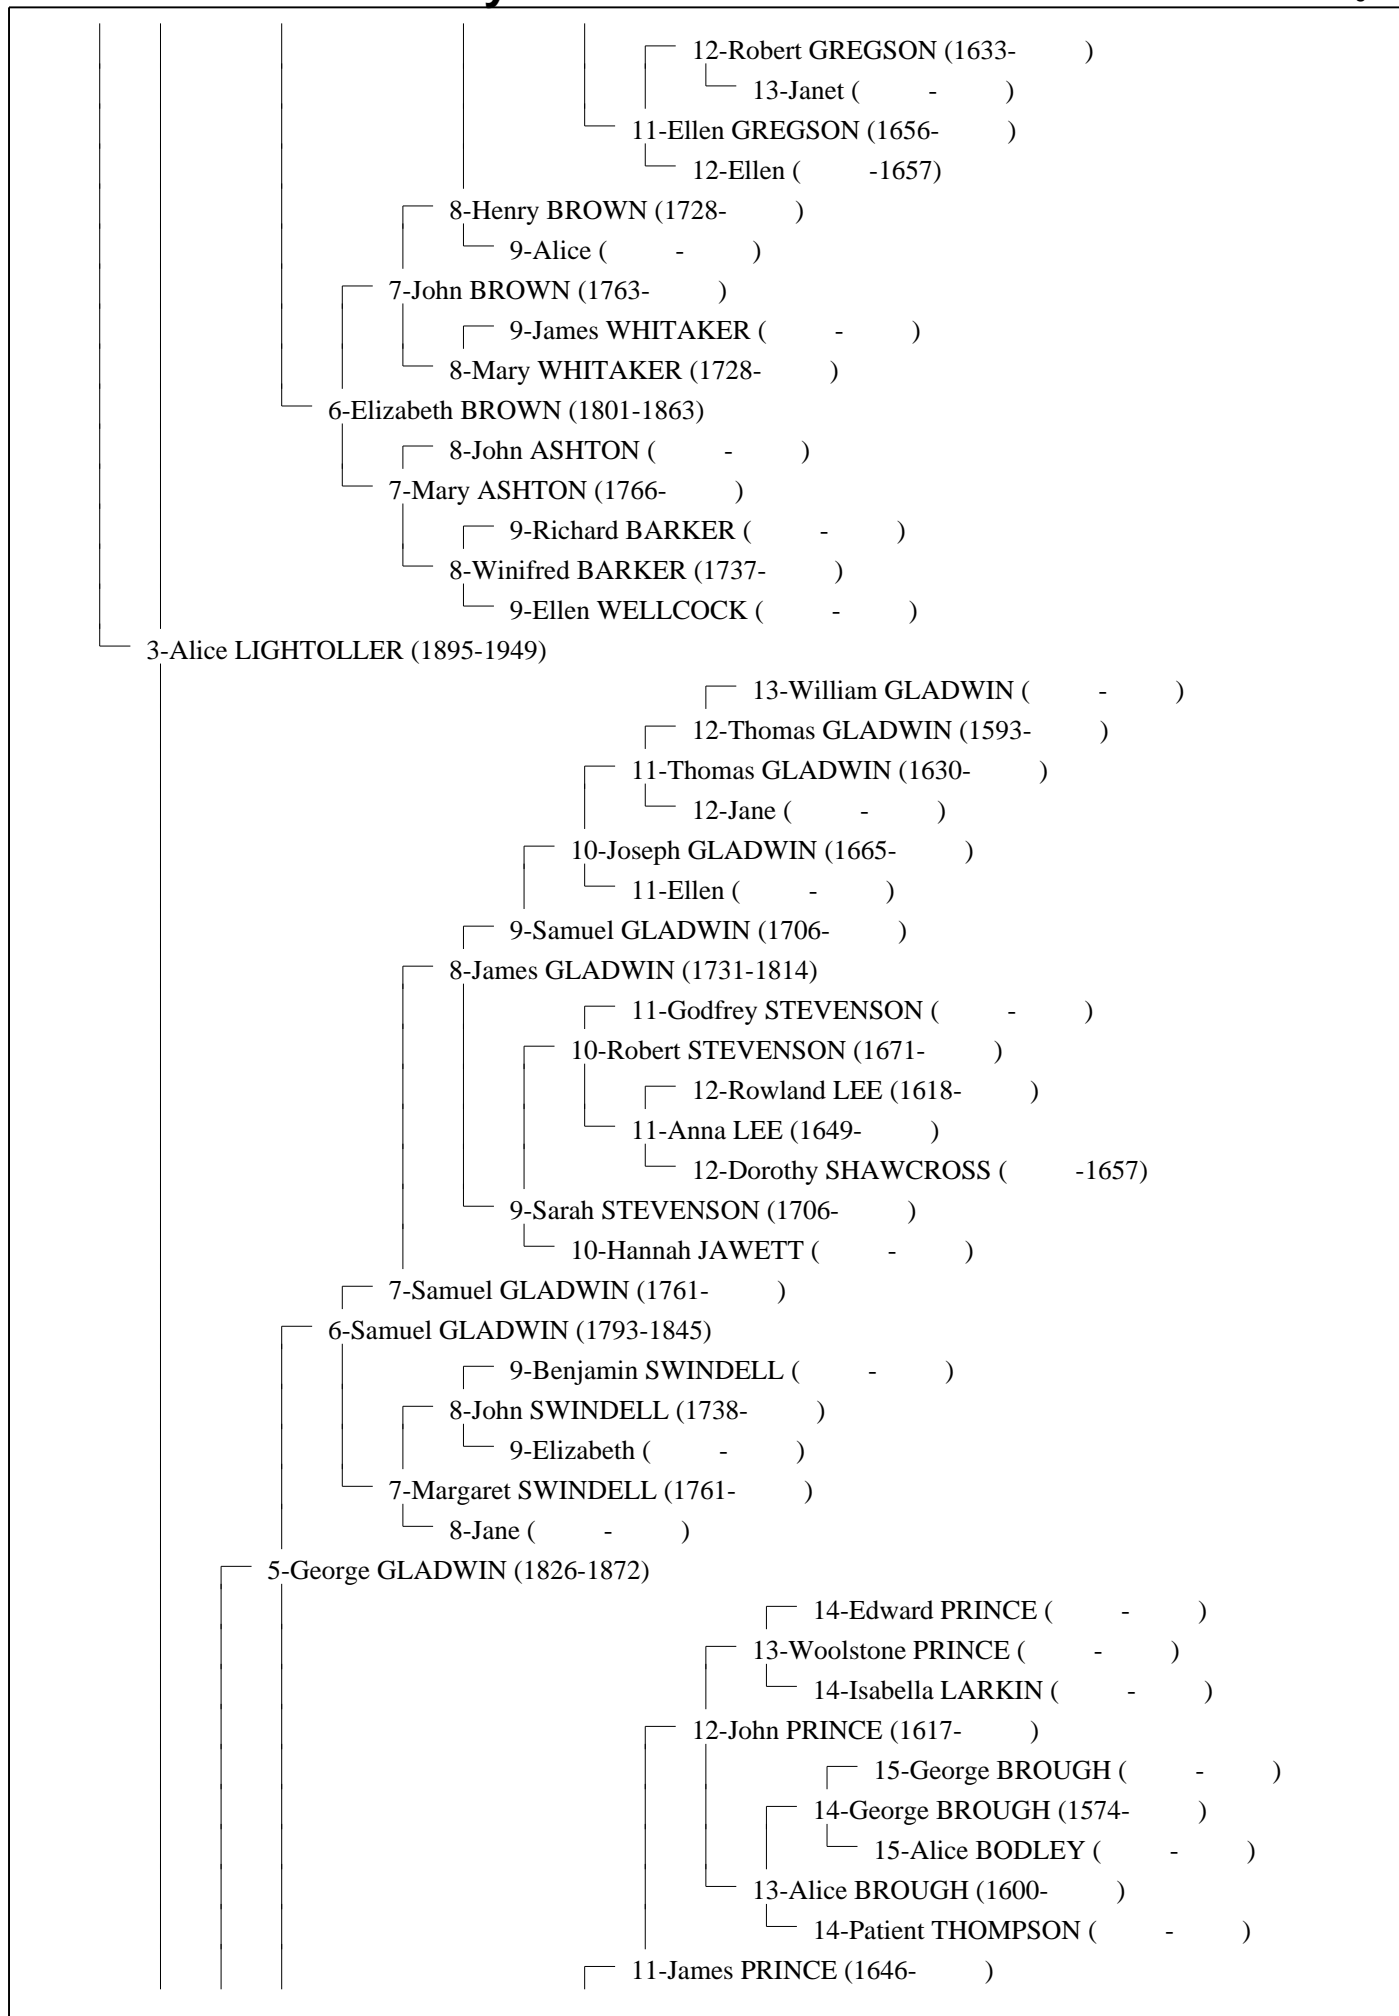 12-Robert GREGSON (1633- )
13-Janet ( - )
11-Ellen GREGSON (1656- )
12-Ellen ( -1657)
8-Henry BROWN (1728- )
9-Alice ( - )
7-John BROWN (1763- )
9-James WHITAKER ( - )
8-Mary WHITAKER (1728- )
6-Elizabeth BROWN (1801-1863)
8-John ASHTON ( - )
7-Mary ASHTON (1766- )
9-Richard BARKER ( - )
8-Winifred BARKER (1737- )
9-Ellen WELLCOCK ( - )
3-Alice LIGHTOLLER (1895-1949)
13-William GLADWIN ( - )
12-Thomas GLADWIN (1593- )
11-Thomas GLADWIN (1630- )
12-Jane ( - )
10-Joseph GLADWIN (1665- )
11-Ellen ( - )
9-Samuel GLADWIN (1706- )
8-James GLADWIN (1731-1814)
11-Godfrey STEVENSON ( - )
10-Robert STEVENSON (1671- )
12-Rowland LEE (1618- )
11-Anna LEE (1649- )
12-Dorothy SHAWCROSS ( -1657)
9-Sarah STEVENSON (1706- )
10-Hannah JAWETT ( - )
7-Samuel GLADWIN (1761- )
6-Samuel GLADWIN (1793-1845)
9-Benjamin SWINDELL ( - )
8-John SWINDELL (1738- )
9-Elizabeth ( - )
7-Margaret SWINDELL (1761- )
8-Jane ( - )
5-George GLADWIN (1826-1872)
14-Edward PRINCE ( - )
13-Woolstone PRINCE ( - )
14-Isabella LARKIN ( - )
12-John PRINCE (1617- )
15-George BROUGH ( - )
14-George BROUGH (1574- )
15-Alice BODLEY ( - )
13-Alice BROUGH (1600- )
14-Patient THOMPSON ( - )
11-James PRINCE (1646- )